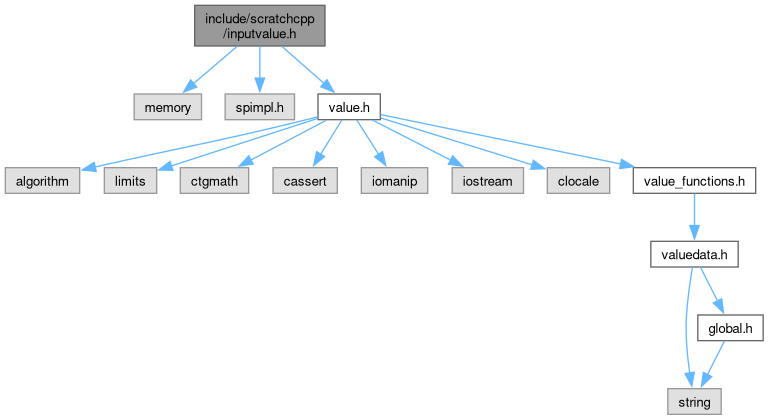 include/scratchcpp
/inputvalue.h
memory
spimpl.h
value.h
algorithm
limits
ctgmath
cassert
iomanip
iostream
clocale
value_functions.h
valuedata.h
global.h
string